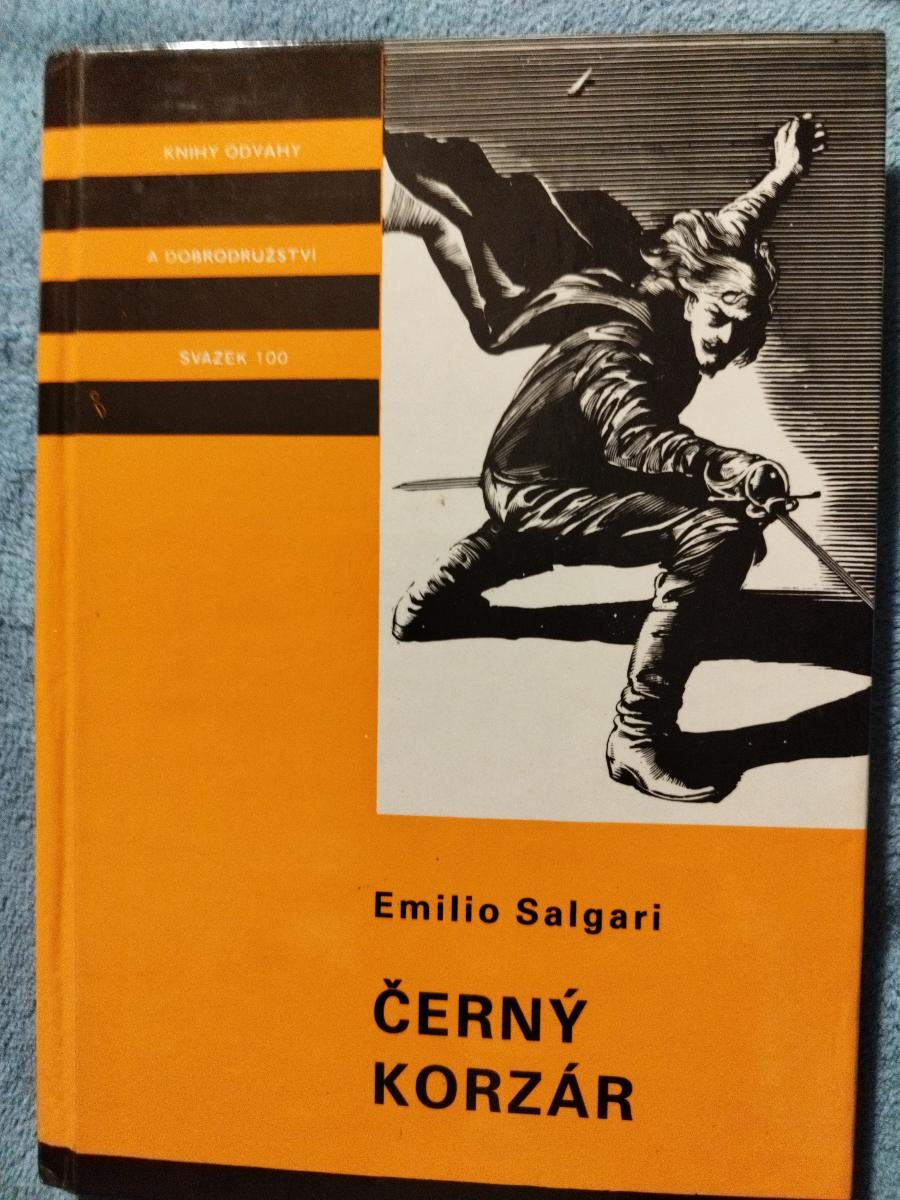 KNIHY ODVAHY
A DOBRODRUŽSTVÍ
SVAZEK 100
Emilio Salgari
ČERNÝ
KORZÁR